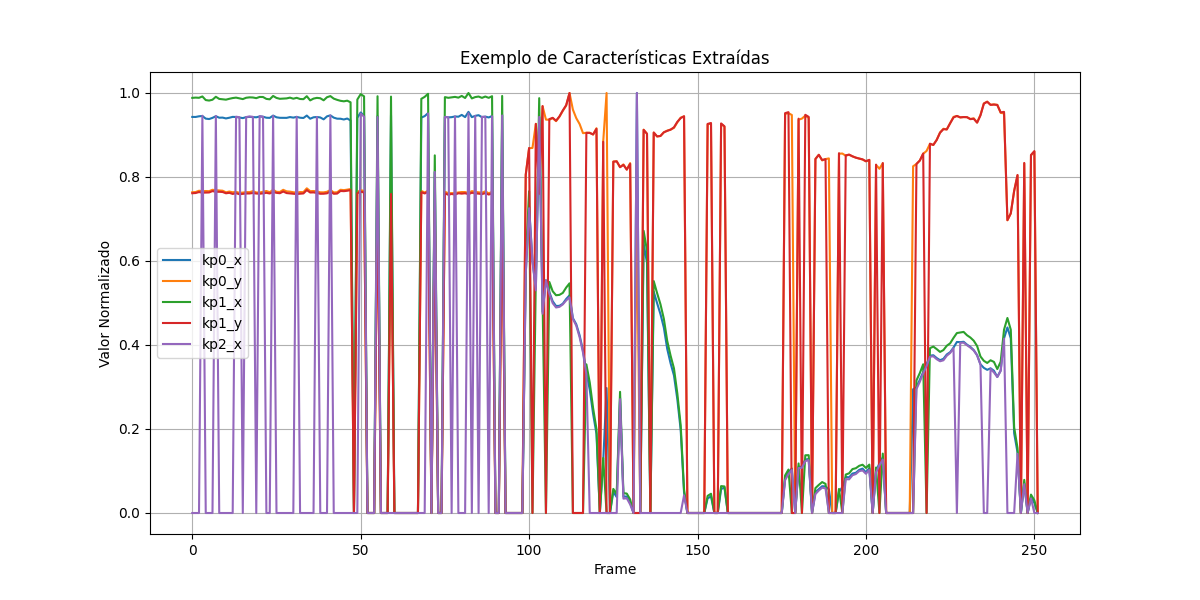 Exemplo de Características Extraídas
Valor Normalizado
1.0
0.8
0.6
0.4
0.2
0.0
kp0_x
kp0_y
kp1_x
kp1_y
kp2_x
0 50 100 150 200 250
Frame